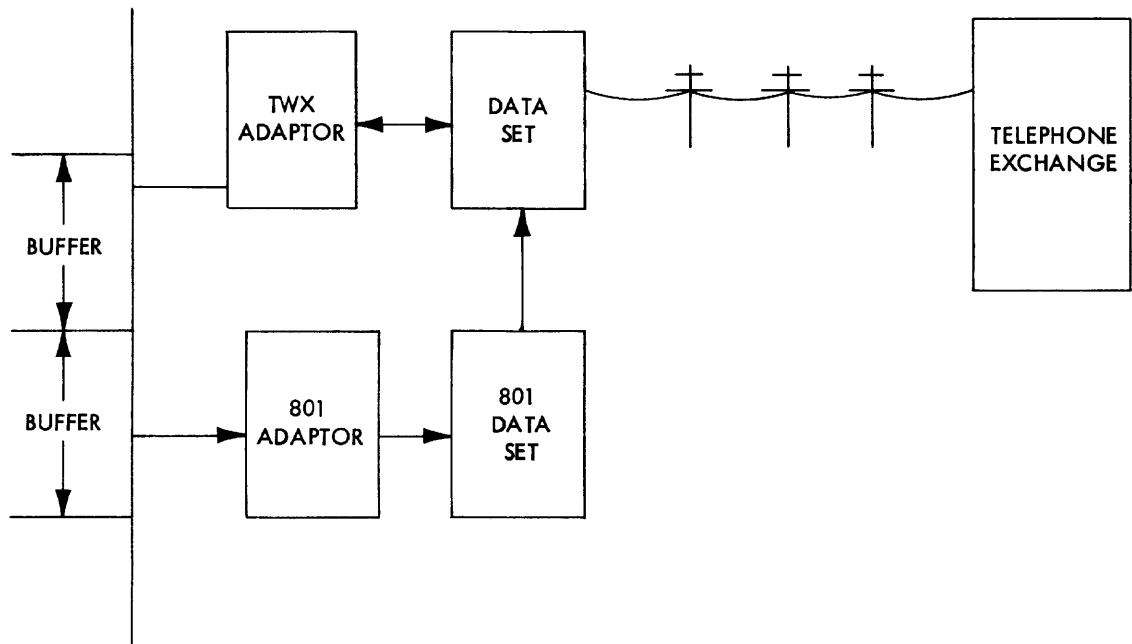 TWX
ADAPTOR
DATA
SET
TELEPHONE
EXCHANGE
BUFFER
BUFFER
801
ADAPTOR
801
DATA
SET